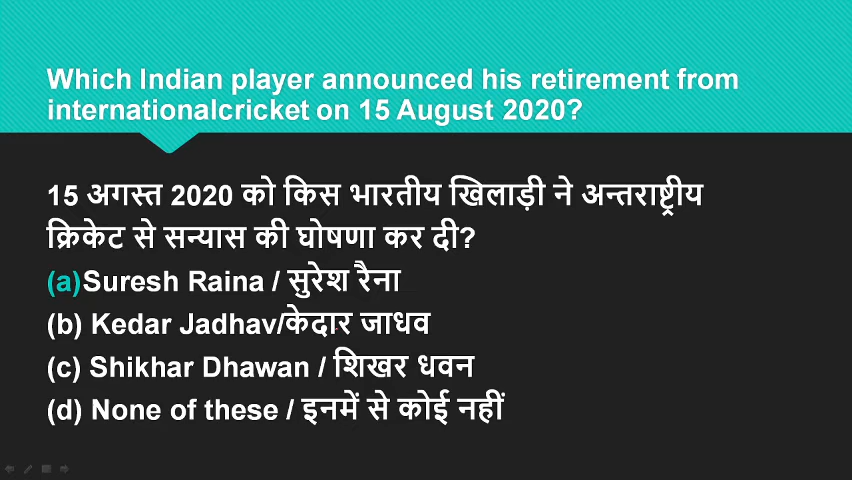 Which Indian player announced his retirement from
internationalcricket on 15 August 2020?
15 अगस्त 2020 को किस भारतीय खिलाड़ी ने अन्तराष्ट्रीय
क्रिकेट से सन्यास की घोषणा कर दी?
(a)Suresh Raina / सुरेश रैना
(b) Kedar Jadhav/केदार जाधव
(c) Shikhar Dhawan / शिखर धवन
(d) None of these / इनमें से कोई नहीं